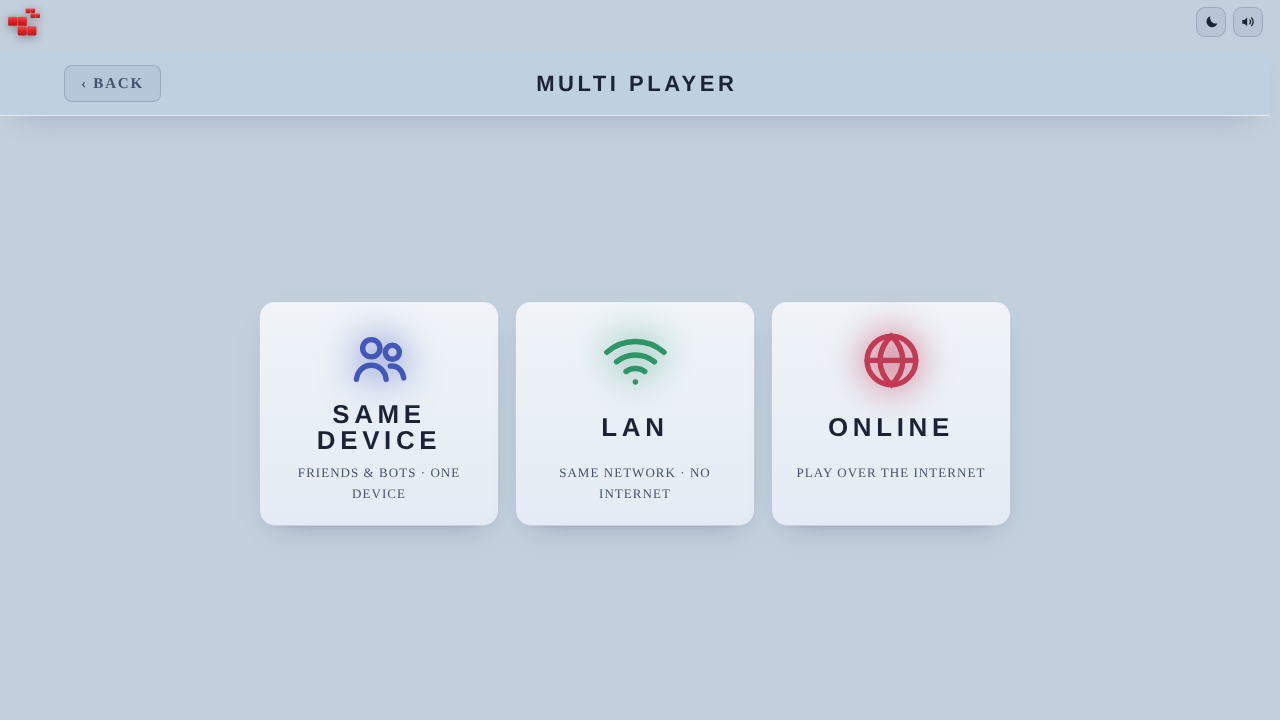 ‹ BACK
MULTI PLAYER
SAME
DEVICE
FRIENDS & BOTS · ONE
DEVICE
LAN
SAME NETWORK · NO
INTERNET
ONLINE
PLAY OVER THE INTERNET